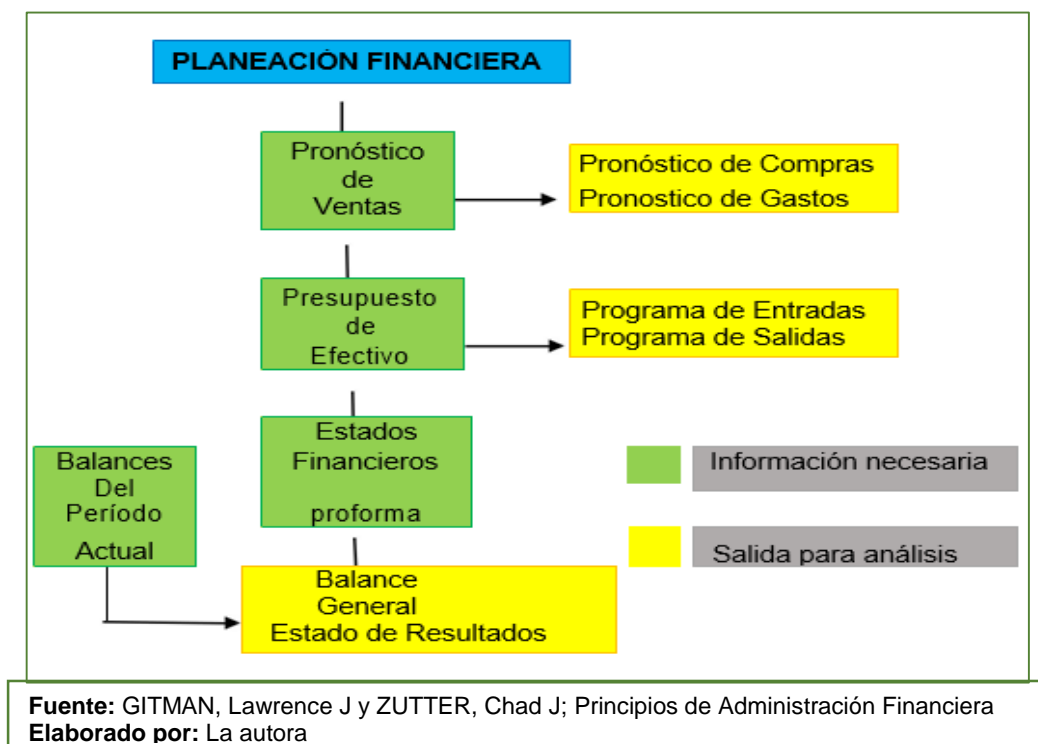 PLANEACIÓN FINANCIERA
Pronóstico
de
Ventas
Pronóstico de Compras
Pronostico de Gastos
Presupuesto
de
Efectivo
Programa de Entradas
Programa de Salidas
Estados
Financieros
proforma
Balances
Del
Período
Actual
Información necesaria
Salida para análisis
Balance
General
Estado de Resultados
Fuente: GITMAN, Lawrence J y ZUTTER, Chad J; Principios de Administración Financiera
Elaborado por: La autora